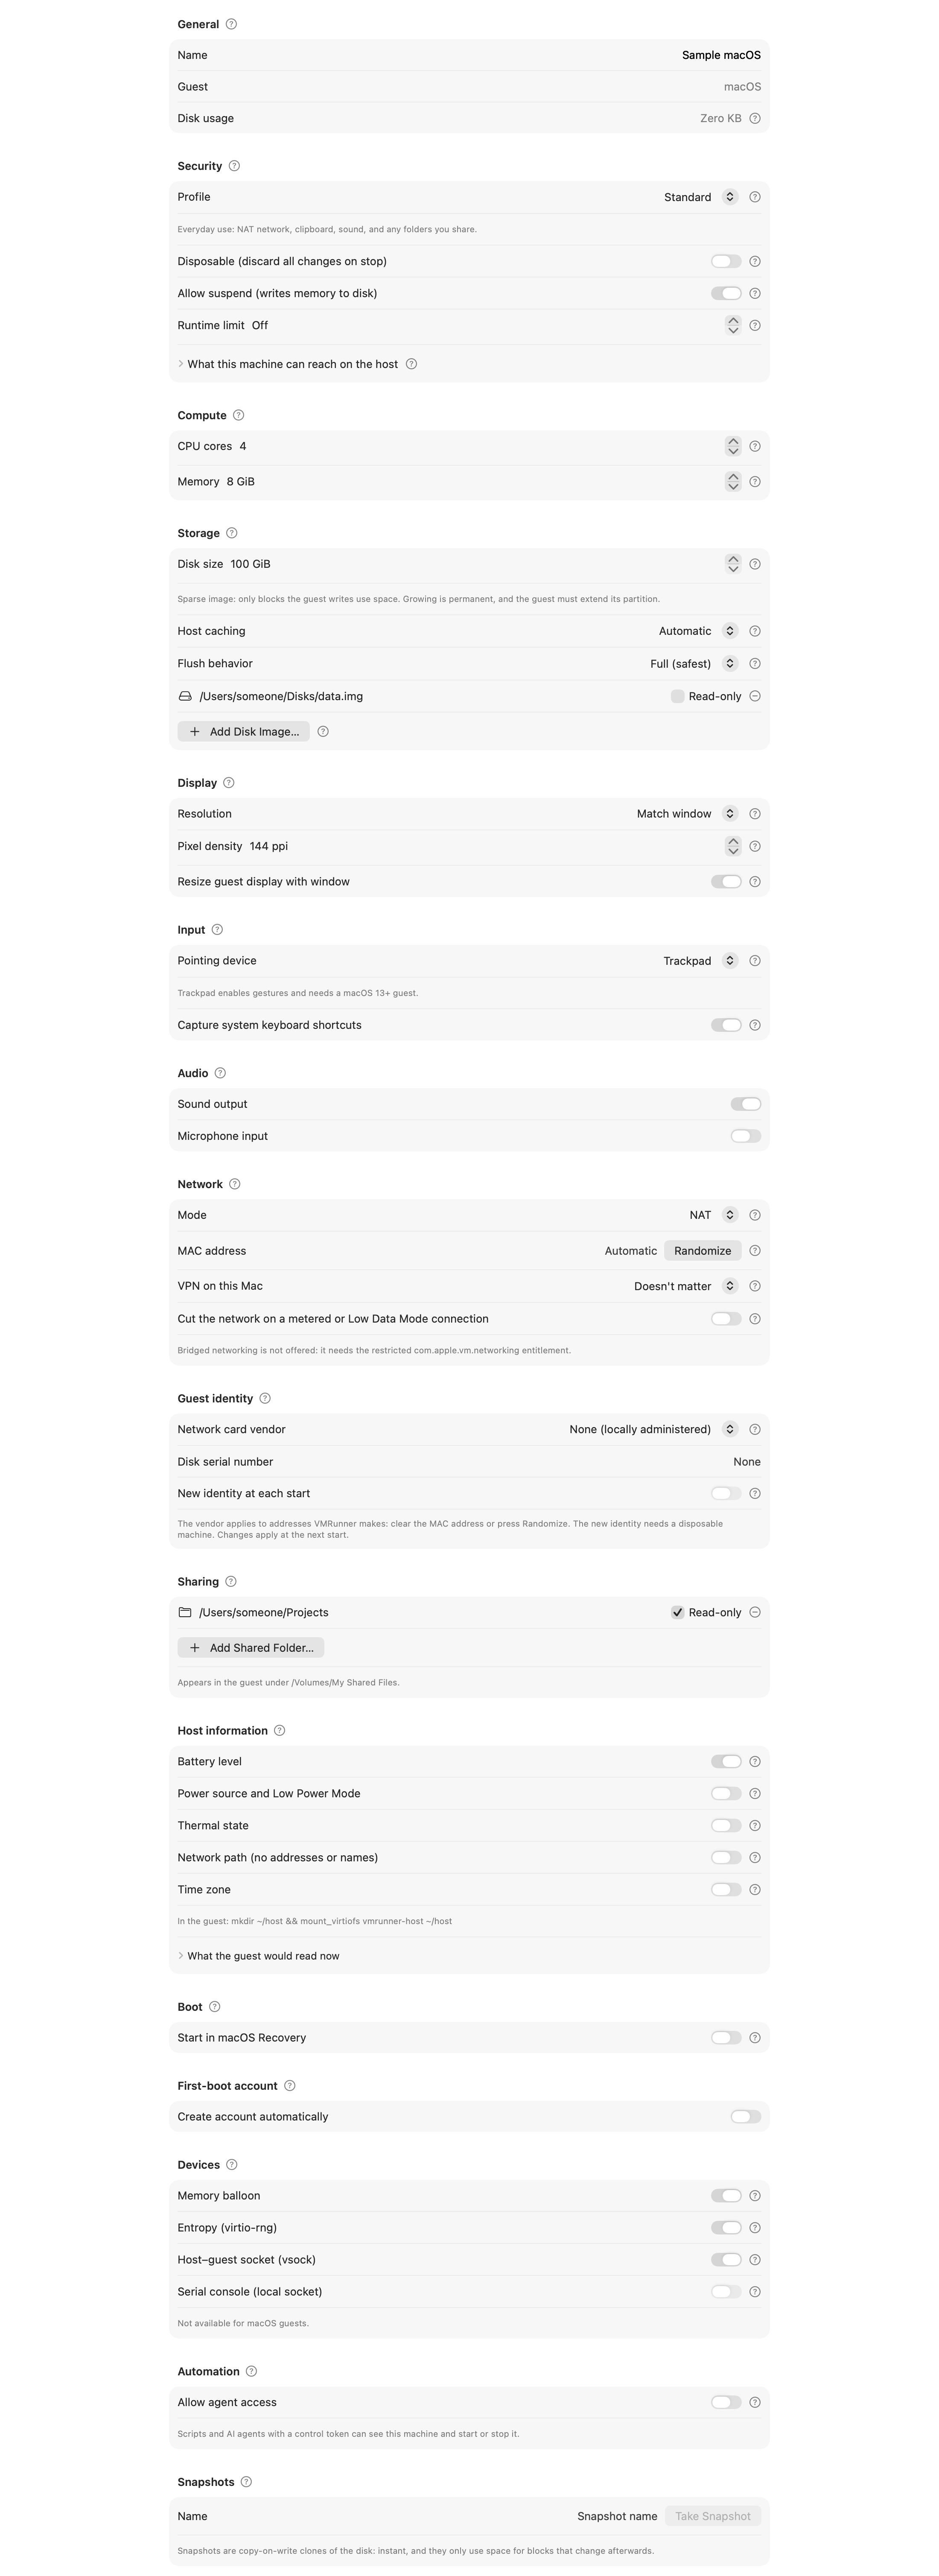 General
Name Sample macOS
Guest macOS
Disk usage Zero KB
Security
Profile Standard
Everyday use: NAT network, clipboard, sound, and any folders you share.
Disposable (discard all changes on stop)
Allow suspend (writes memory to disk)
Runtime limit Off
What this machine can reach on the host
Compute
CPU cores 4
Memory 8 GiB
Storage
Disk size 100 GiB
Sparse image: only blocks the guest writes use space. Growing is permanent, and the guest must extend its partition.
Host caching Automatic
Flush behavior Full (safest)
/Users/someone/Disks/data.img Read-only
Add Disk Image...
Display
Resolution Match window
Pixel density 144 ppi
Resize guest display with window
Input
Pointing device Trackpad
Trackpad enables gestures and needs a macOS 13+ guest.
Capture system keyboard shortcuts
Audio
Sound output
Microphone input
Network
Mode NAT
MAC address Automatic Randomize
VPN on this Mac Doesn't matter
Cut the network on a metered or Low Data Mode connection
Bridged networking is not offered: it needs the restricted com.apple.vm.networking entitlement.
Guest identity
Network card vendor None (locally administered)
Disk serial number None
New identity at each start
The vendor applies to addresses VMRunner makes: clear the MAC address or press Randomize. The new identity needs a disposable
machine. Changes apply at the next start.
Sharing
/Users/someone/Projects Read-only
Add Shared Folder...
Appears in the guest under /Volumes/My Shared Files.
Host information
Battery level
Power source and Low Power Mode
Thermal state
Network path (no addresses or names)
Time zone
In the guest: mkdir ~/host && mount_virtiofs vmrunner-host ~/host
What the guest would read now
Boot
Start in macOS Recovery
First-boot account
Create account automatically
Devices
Memory balloon
Entropy (virtio-rng)
Host–guest socket (vsock)
Serial console (local socket)
Not available for macOS guests.
Automation
Allow agent access
Scripts and AI agents with a control token can see this machine and start or stop it.
Snapshots
Name Snapshot name Take Snapshot
Snapshots are copy-on-write clones of the disk: instant, and they only use space for blocks that change afterwards.